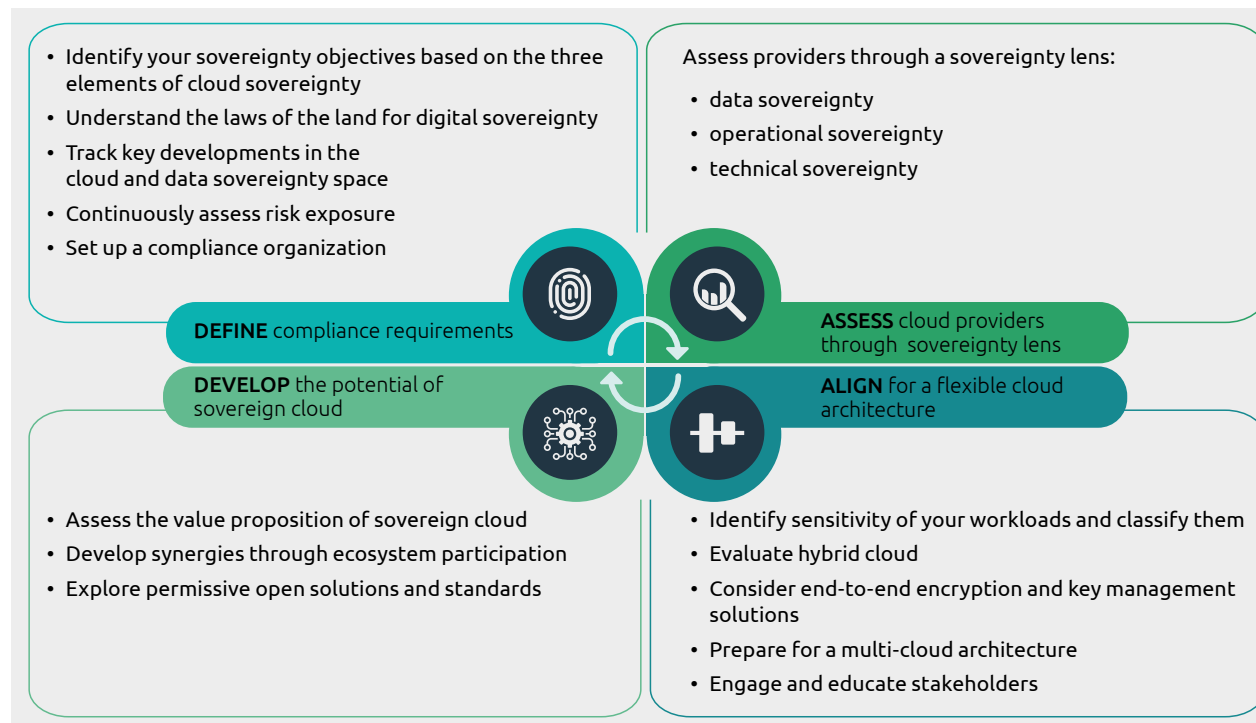 • Identify your sovereignty objectives based on the three
elements of cloud sovereignty
• Understand the laws of the land for digital sovereignty
• Track key developments in the
cloud and data sovereignty space
• Continuously assess risk exposure
• Set up a compliance organization
DEFINE compliance requirements
Assess providers through a sovereignty lens:
• data sovereignty
• operational sovereignty
• technical sovereignty
ASSESS cloud providers
through sovereignty lens
DEVELOP the potential of
sovereign cloud
• Assess the value proposition of sovereign cloud
• Develop synergies through ecosystem participation
• Explore permissive open solutions and standards
ALIGN for a flexible cloud
architecture
• Identify sensitivity of your workloads and classify them
• Evaluate hybrid cloud
• Consider end-to-end encryption and key management
solutions
• Prepare for a multi-cloud architecture
• Engage and educate stakeholders